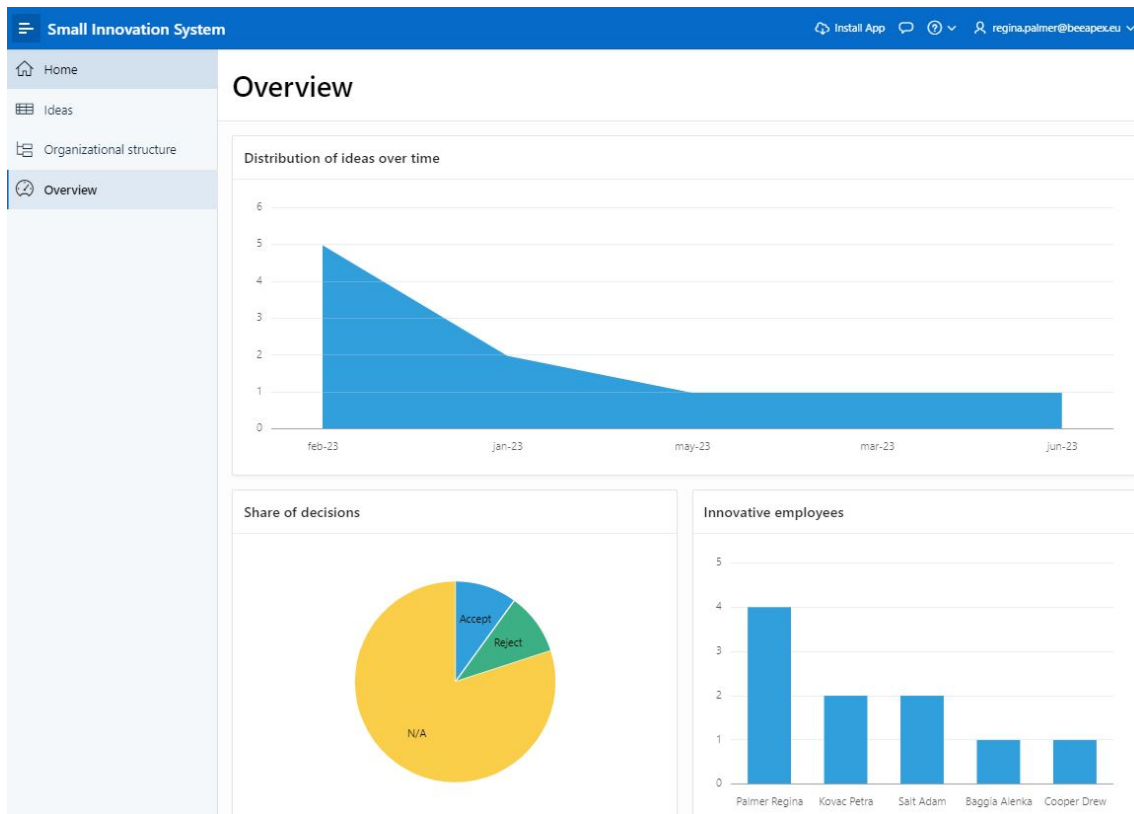 Small Innovation System
Install App
regina.palmer@beeapex.eu
Home
Ideas
Organizational structure
Overview
Overview
Distribution of ideas over time
6
5
4
3
2
1
0
feb-23 jan-23 may-23 mar-23 jun-23
Share of decisions
Accept
Reject
N/A
Innovative employees
5
4
3
2
1
0
Palmer Regina Kovac Petra Salt Adam Baggia Alenka Cooper Drew